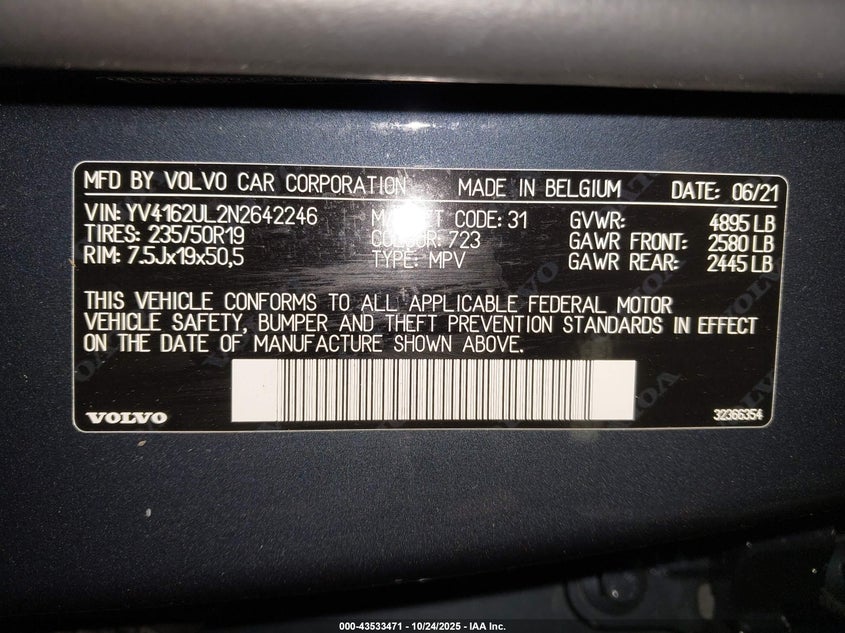 MFD BY VOLVO CAR CORPORATION MADE IN BELGIUM DATE: 06/21
VIN: YV4162UL2N2642246 MARKET CODE: 31 GVWR: 4895 LB
TIRES: 235/50R19 COLOUR: 723 GAWR FRONT: 2580 LB
RIM: 7.5Jx19x50,5 TYPE: MPV GAWR REAR: 2445 LB
THIS VEHICLE CONFORMS TO ALL APPLICABLE FEDERAL MOTOR
VEHICLE SAFETY, BUMPER AND THEFT PREVENTION STANDARDS IN EFFECT
ON THE DATE OF MANUFACTURE SHOWN ABOVE.
VOLVO 32366354
000-43533471 - 10/24/2025 - IAA Inc.